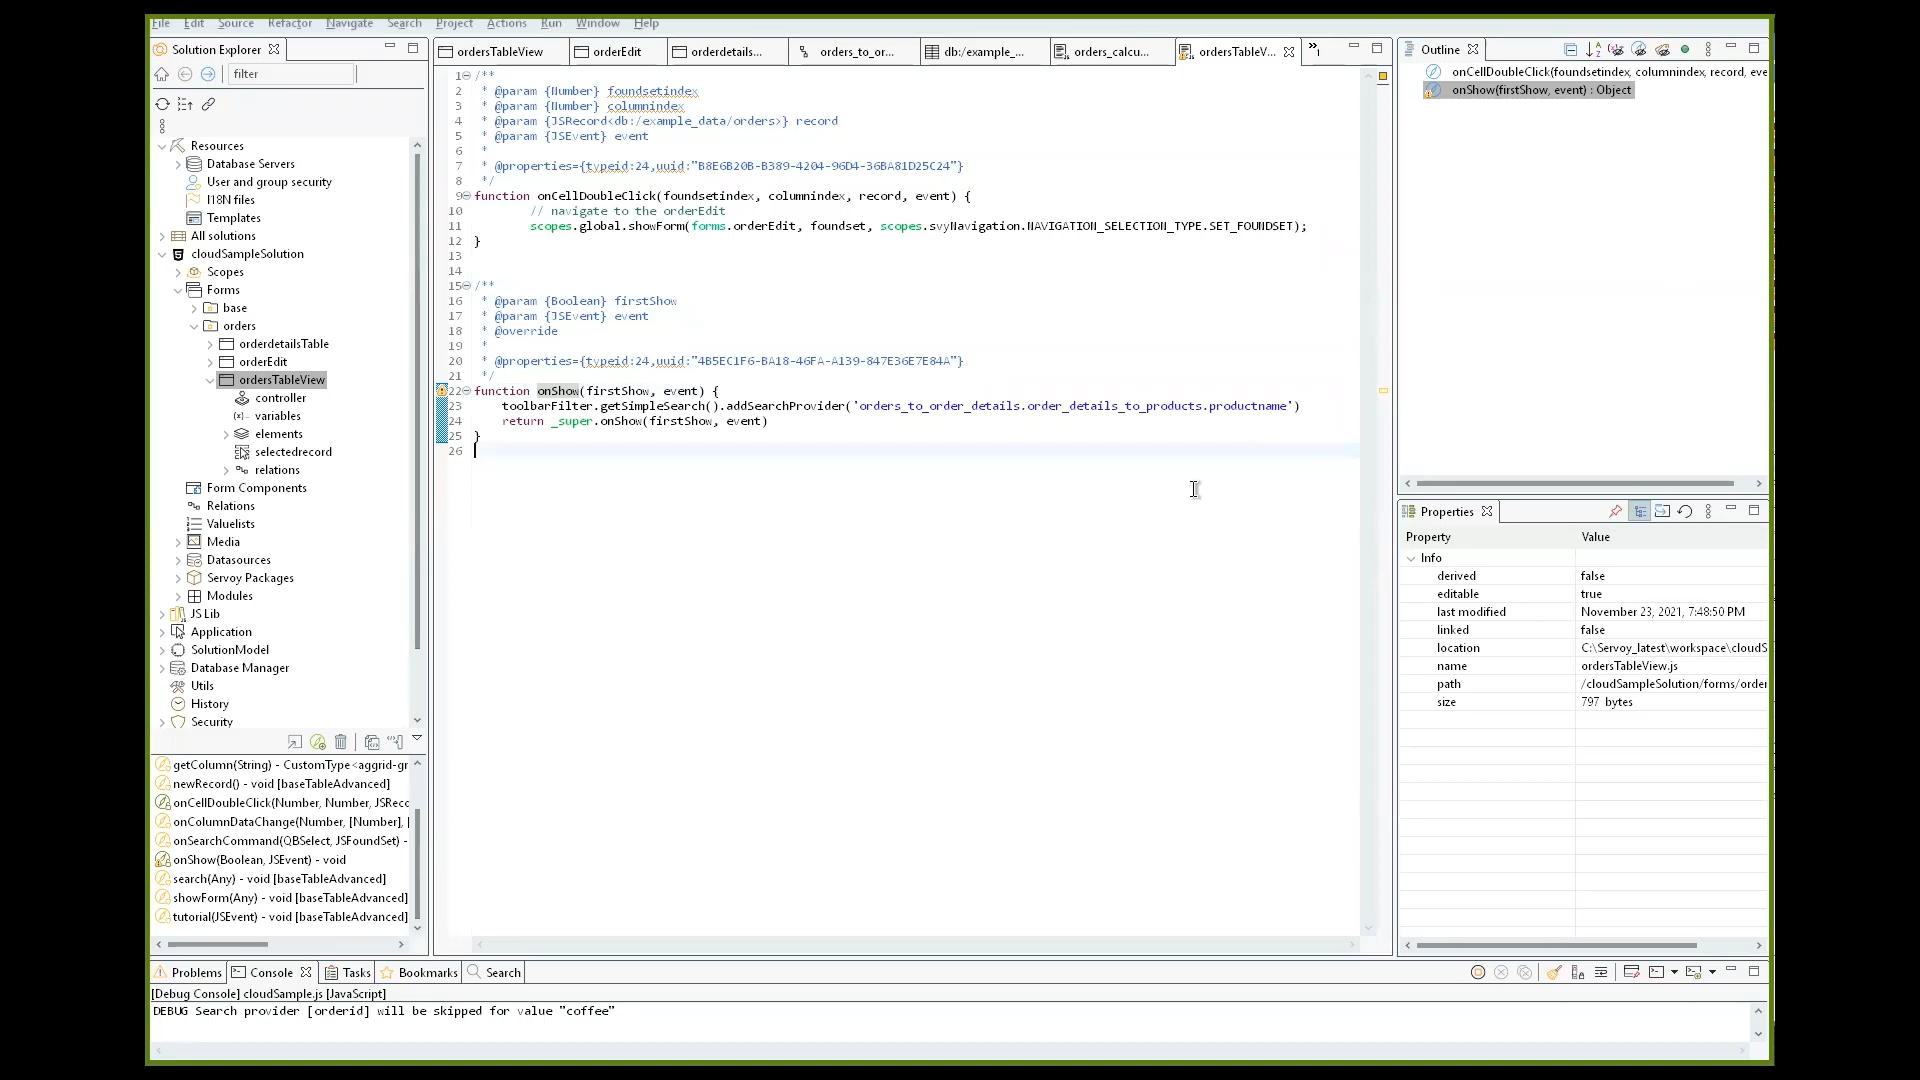 File Edit Source Refactor Navigate Search Project Actions Run Window Help
Solution Explorer
filter
Resources
Database Servers
User and group security
I18N files
Templates
All solutions
cloudSampleSolution
Scopes
Forms
base
orders
orderdetailsTable
orderEdit
ordersTableView
controller
variables
elements
selectedrecord
relations
Form Components
Relations
Valuelists
Media
Datasources
Servoy Packages
Modules
JS Lib
Application
SolutionModel
Database Manager
Utils
History
Security
getColumn(String) - CustomType<aggrid-gr
newRecord() - void [baseTableAdvanced]
onCellDoubleClick(Number, Number, JSReco
onColumnDataChange(Number, [Number], [
onSearchCommand(QBSelect, JSFoundSet) -
onShow(Boolean, JSEvent) - void
search(Any) - void [baseTableAdvanced]
showForm(Any) - void [baseTableAdvanced]
tutorial(JSEvent) - void [baseTableAdvanced]
ordersTableView orderEdit orderdetails... orders_to_or... db:/example_... orders_calcu... ordersTableV... 1
1 /**
2 * @param {Number} foundsetindex
3 * @param {Number} columnindex
4 * @param {JSRecord<db:/example_data/orders>} record
5 * @param {JSEvent} event
6 *
7 * @properties={typeid:24,uuid:"B8E6B20B-B389-4204-96D4-36BA81D25C24"}
8 */
9 function onCellDoubleClick(foundsetindex, columnindex, record, event) {
10 // navigate to the orderEdit
11 scopes.global.showForm(forms.orderEdit, foundset, scopes.svyNavigation.NAVIGATION_SELECTION_TYPE.SET_FOUNDSET);
12 }
13
14
15 /**
16 * @param {Boolean} firstShow
17 * @param {JSEvent} event
18 * @override
19 *
20 * @properties={typeid:24,uuid:"4B5EC1F6-BA18-46FA-A139-847E36E7E84A"}
21 */
22 function onShow(firstShow, event) {
23 toolbarFilter.getSimpleSearch().addSearchProvider('orders_to_order_details.order_details_to_products.productname')
24 return _super.onShow(firstShow, event)
25 }
26
Outline
onCellDoubleClick(foundsetindex, columnindex, record, eve
onShow(firstShow, event) : Object
Properties
Property Value
Info
derived false
editable true
last modified November 23, 2021, 7:48:50 PM
linked false
location C:\Servoy_latest\workspace\cloudS
name ordersTableView.js
path /cloudSampleSolution/forms/order
size 797 bytes
Problems Console Tasks Bookmarks Search
[Debug Console] cloudSample.js [JavaScript]
DEBUG Search provider [orderid] will be skipped for value "coffee"